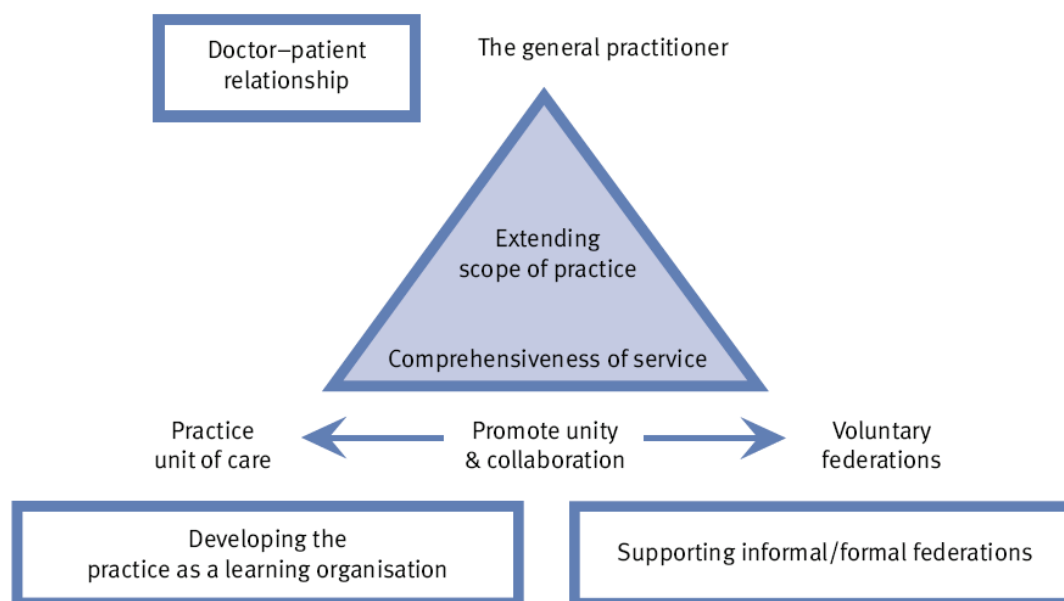 Doctor–patient
relationship
The general practitioner
Extending
scope of practice
Comprehensiveness of service
Practice
unit of care
Promote unity
& collaboration
Voluntary
federations
Developing the
practice as a learning organisation
Supporting informal/formal federations